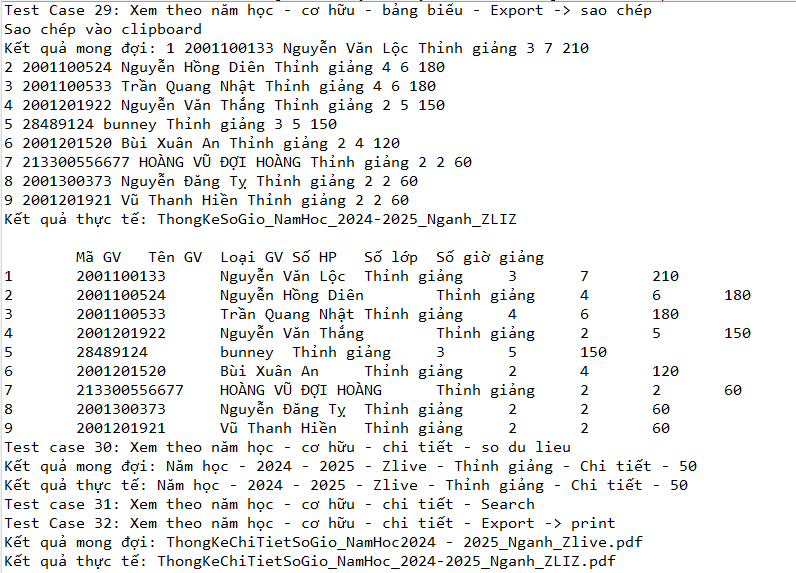 Test Case 29: Xem theo năm học - cơ hữu - bảng biểu - Export -> sao chép
Sao chép vào clipboard
Kết quả mong đợi: 1 2001100133 Nguyễn Văn Lộc Thỉnh giảng 3 7 210
2 2001100524 Nguyễn Hồng Diên Thỉnh giảng 4 6 180
3 2001100533 Trần Quang Nhật Thỉnh giảng 4 6 180
4 2001201922 Nguyễn Văn Thắng Thỉnh giảng 2 5 150
5 28489124 bunney Thỉnh giảng 3 5 150
6 2001201520 Bùi Xuân An Thỉnh giảng 2 4 120
7 213300556677 HOÀNG VŨ ĐỢI HOÀNG Thỉnh giảng 2 2 60
8 2001300373 Nguyễn Đăng Tỵ Thỉnh giảng 2 2 60
9 2001201921 Vũ Thanh Hiền Thỉnh giảng 2 2 60
Kết quả thực tế: ThongKeSoGio_NamHoc_2024-2025_Nganh_ZLIZ
Mã GV Tên GV Loại GV Số HP Số lớp Số giờ giảng
1 2001100133 Nguyễn Văn Lộc Thỉnh giảng 3 7 210
2 2001100524 Nguyễn Hồng Diên Thỉnh giảng 4 6 180
3 2001100533 Trần Quang Nhật Thỉnh giảng 4 6 180
4 2001201922 Nguyễn Văn Thắng Thỉnh giảng 2 5 150
5 28489124 bunney Thỉnh giảng 3 5 150
6 2001201520 Bùi Xuân An Thỉnh giảng 2 4 120
7 213300556677 HOÀNG VŨ ĐỢI HOÀNG Thỉnh giảng 2 2 60
8 2001300373 Nguyễn Đăng Tỵ Thỉnh giảng 2 2 60
9 2001201921 Vũ Thanh Hiền Thỉnh giảng 2 2 60
Test case 30: Xem theo năm học - cơ hữu - chi tiết - so du lieu
Kết quả mong đợi: Năm học - 2024 - 2025 - Zlive - Thỉnh giảng - Chi tiết - 50
Kết quả thực tế: Năm học - 2024 - 2025 - Zlive - Thỉnh giảng - Chi tiết - 50
Test case 31: Xem theo năm học - cơ hữu - chi tiết - Search
Test Case 32: Xem theo năm học - cơ hữu - chi tiết - Export -> print
Kết quả mong đợi: ThongKeChiTietSoGio_NamHoc2024 - 2025_Nganh_Zlive.pdf
Kết quả thực tế: ThongKeChiTietSoGio_NamHoc_2024-2025_Nganh_ZLIZ.pdf